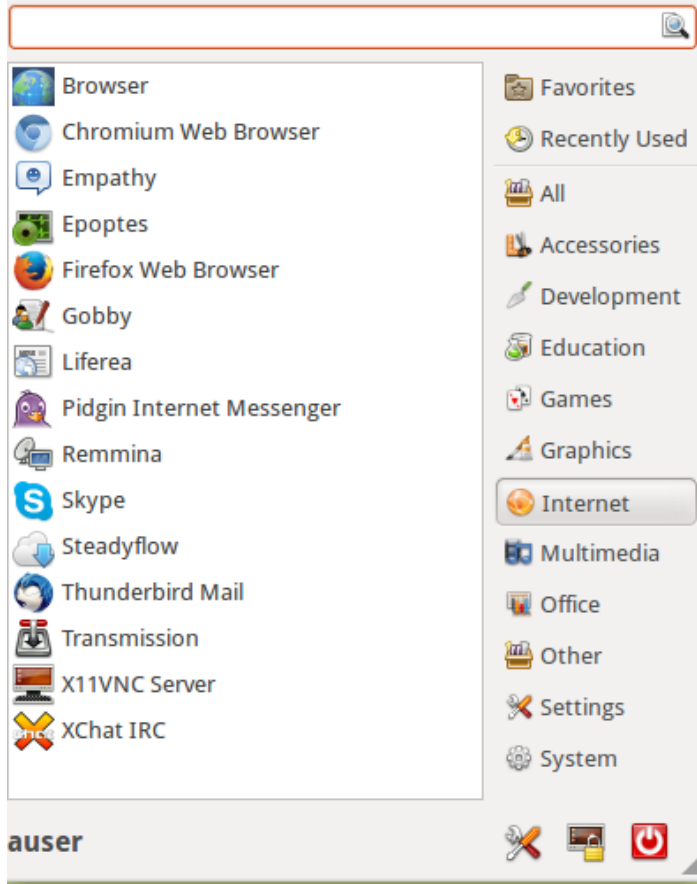 Browser
Chromium Web Browser
Empathy
Epoptes
Firefox Web Browser
Gobby
Liferea
Pidgin Internet Messenger
Remmina
Skype
Steadyflow
Thunderbird Mail
Transmission
X11VNC Server
XChat IRC
Favorites
Recently Used
All
Accessories
Development
Education
Games
Graphics
Internet
Multimedia
Office
Other
Settings
System
auser